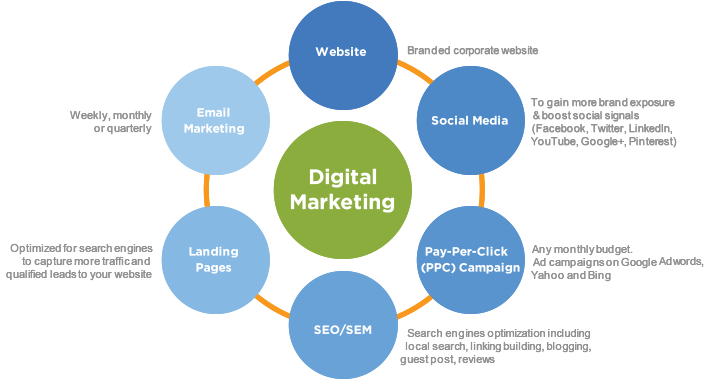 Website
Branded corporate website
Email
Marketing
Weekly, monthly
or quarterly
Social Media
To gain more brand exposure
& boost social signals
(Facebook, Twitter, LinkedIn,
YouTube, Google+, Pinterest)
Digital
Marketing
Landing
Pages
Optimized for search engines
to capture more traffic and
qualified leads to your website
Pay-Per-Click
(PPC) Campaign
Any monthly budget.
Ad campaigns on Google Adwords,
Yahoo and Bing
SEO/SEM
Search engines optimization including
local search, linking building, blogging,
guest post, reviews